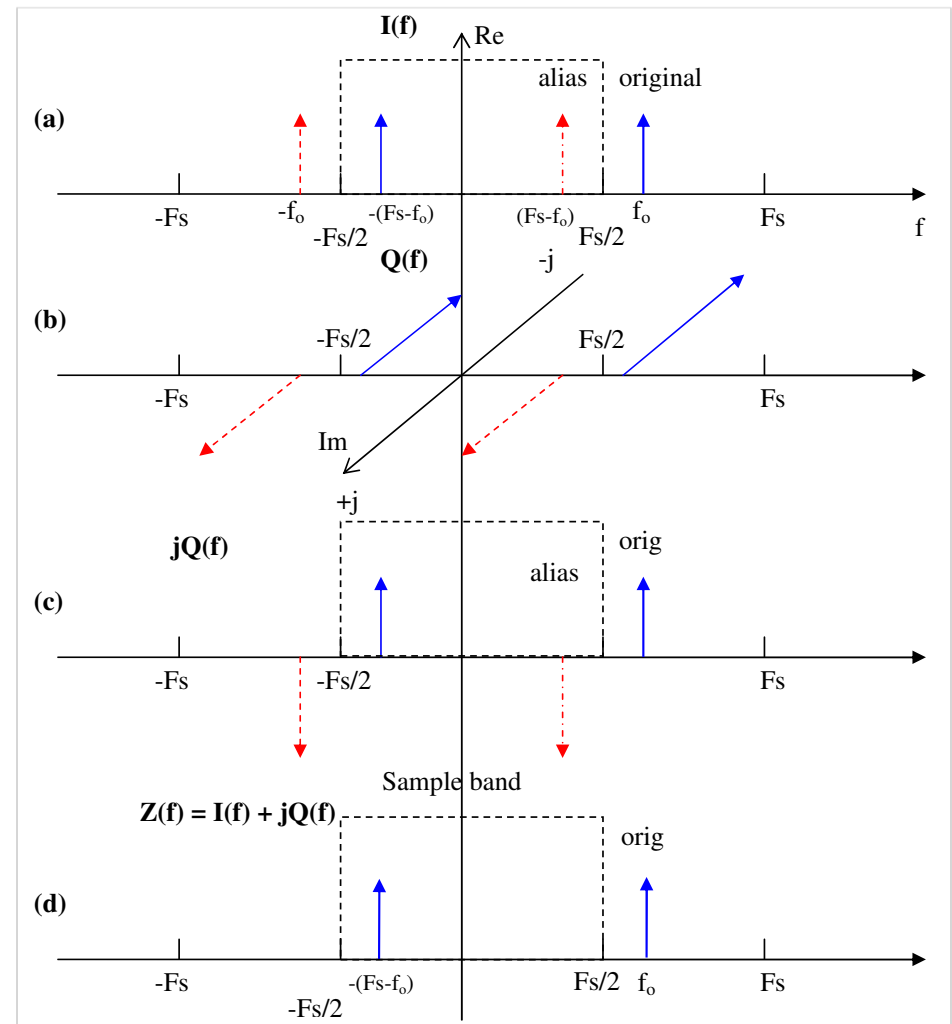 I(f)
Re
alias original
(a)
-Fs -fₒ -(Fs-fₒ) (Fs-fₒ) fₒ Fs
-Fs/2 Fs/2 f
Q(f) -j
(b)
-Fs/2 Fs/2
-Fs Fs
Im
+j
jQ(f) orig
alias
(c)
-Fs -Fs/2 Fs
Sample band
Z(f) = I(f) + jQ(f)
orig
(d)
-Fs -(Fs-fₒ) Fs/2 fₒ Fs
-Fs/2